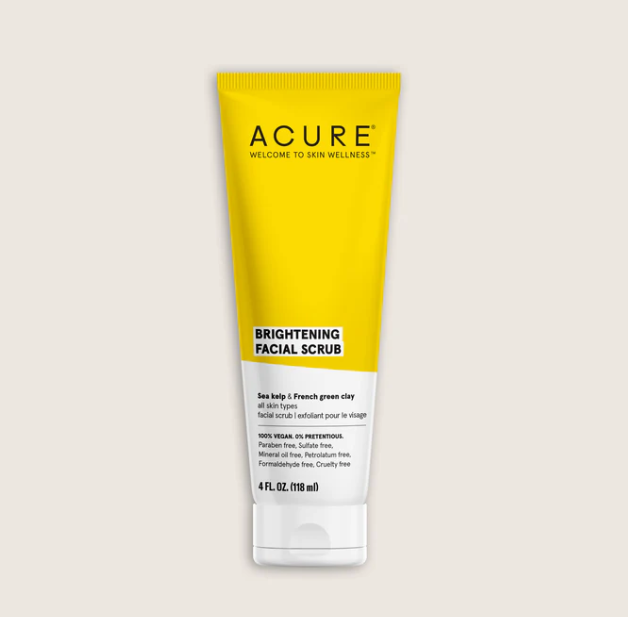 ACURE®
WELCOME TO SKIN WELLNESS™
BRIGHTENING
FACIAL SCRUB
Sea kelp & French green clay
all skin types
facial scrub | exfoliant pour le visage
100% VEGAN. 0% PRETENTIOUS.
Paraben free, Sulfate free,
Mineral oil free, Petrolatum free,
Formaldehyde free, Cruelty free
4 FL. OZ. (118 ml)